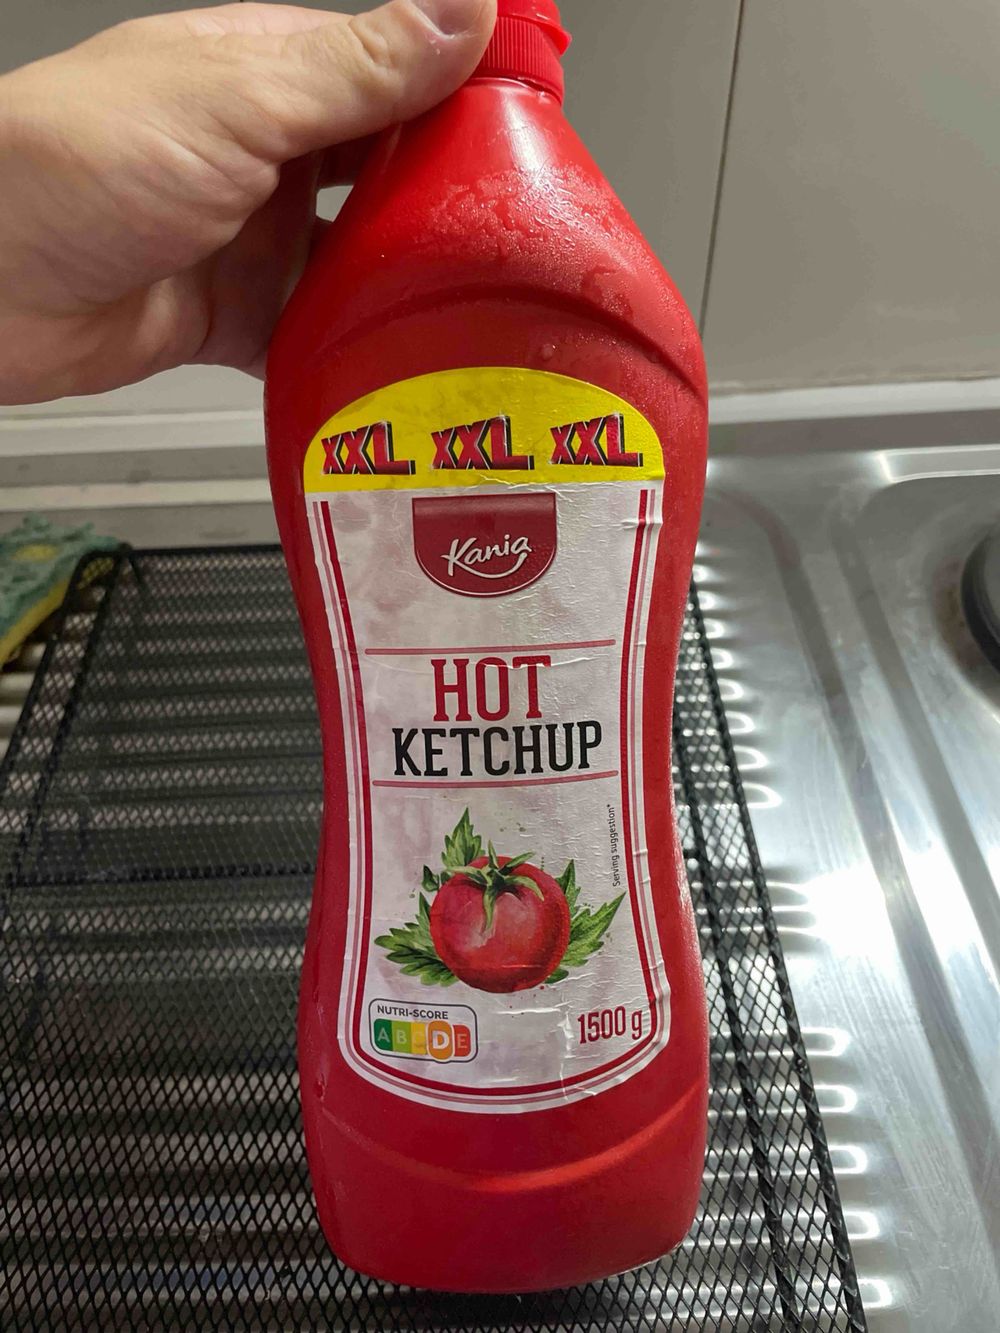 XXL XXL XXL
Kania
HOT
KETCHUP
Serving suggestion*
NUTRI-SCORE
A B C D E
1500 g